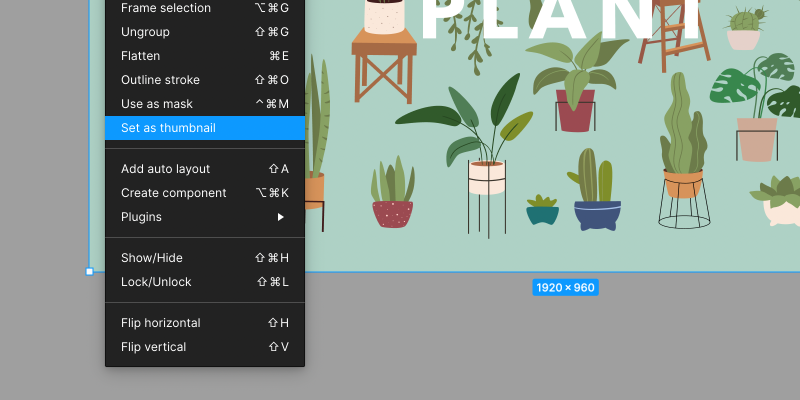 Frame selection ⌥⌘G
Ungroup ⇧⌘G
Flatten ⌘E
Outline stroke ⇧⌘O
Use as mask ^⌘M
Set as thumbnail
Add auto layout ⇧A
Create component ⌥⌘K
Plugins
Show/Hide ⇧⌘H
Lock/Unlock ⇧⌘L
Flip horizontal ⇧H
Flip vertical ⇧V
PLANT
1920 × 960